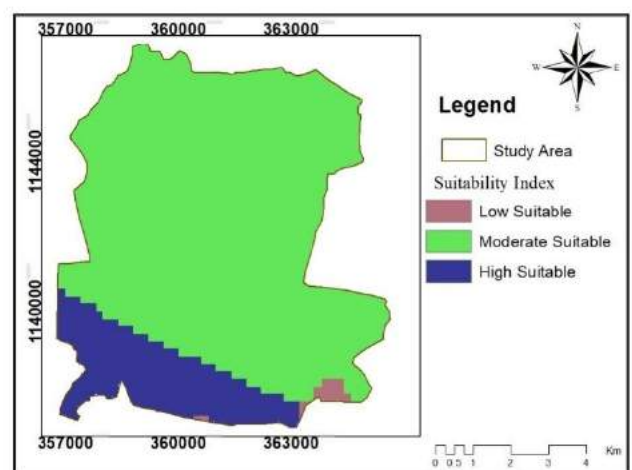 357000 360000 363000
N
W E
S
Legend
Study Area
Suitability Index
Low Suitable
Moderate Suitable
High Suitable
1144000
1140000
357000 360000 363000
Km
0 0.5 1 2 3 4